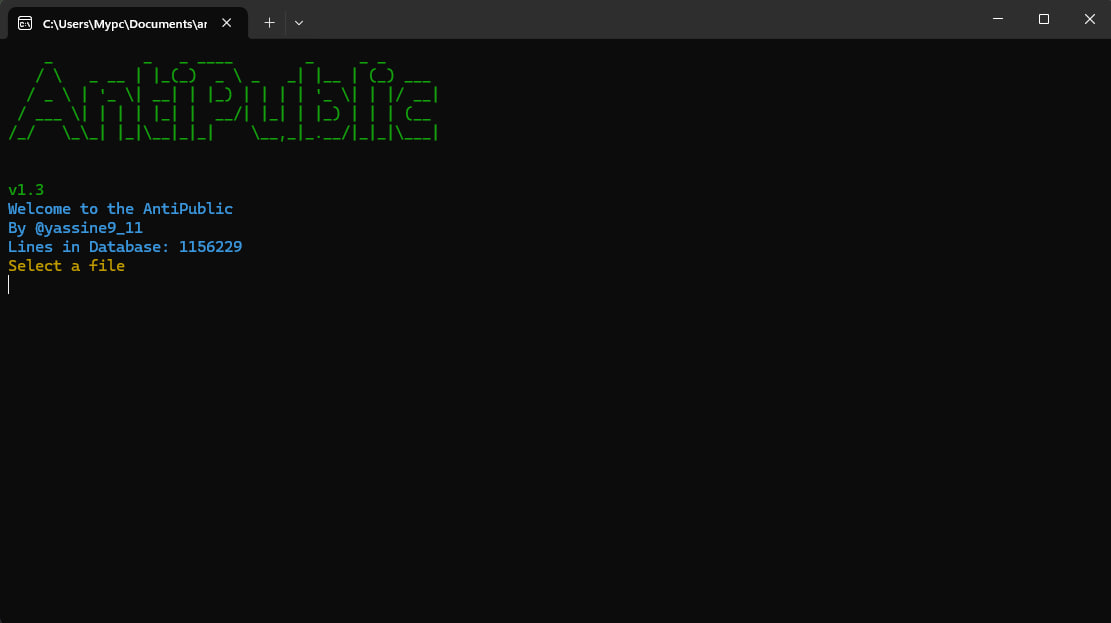 C:\Users\Mypc\Documents\ar
AntiPublic
v1.3
Welcome to the AntiPublic
By @yassine9_11
Lines in Database: 1156229
Select a file